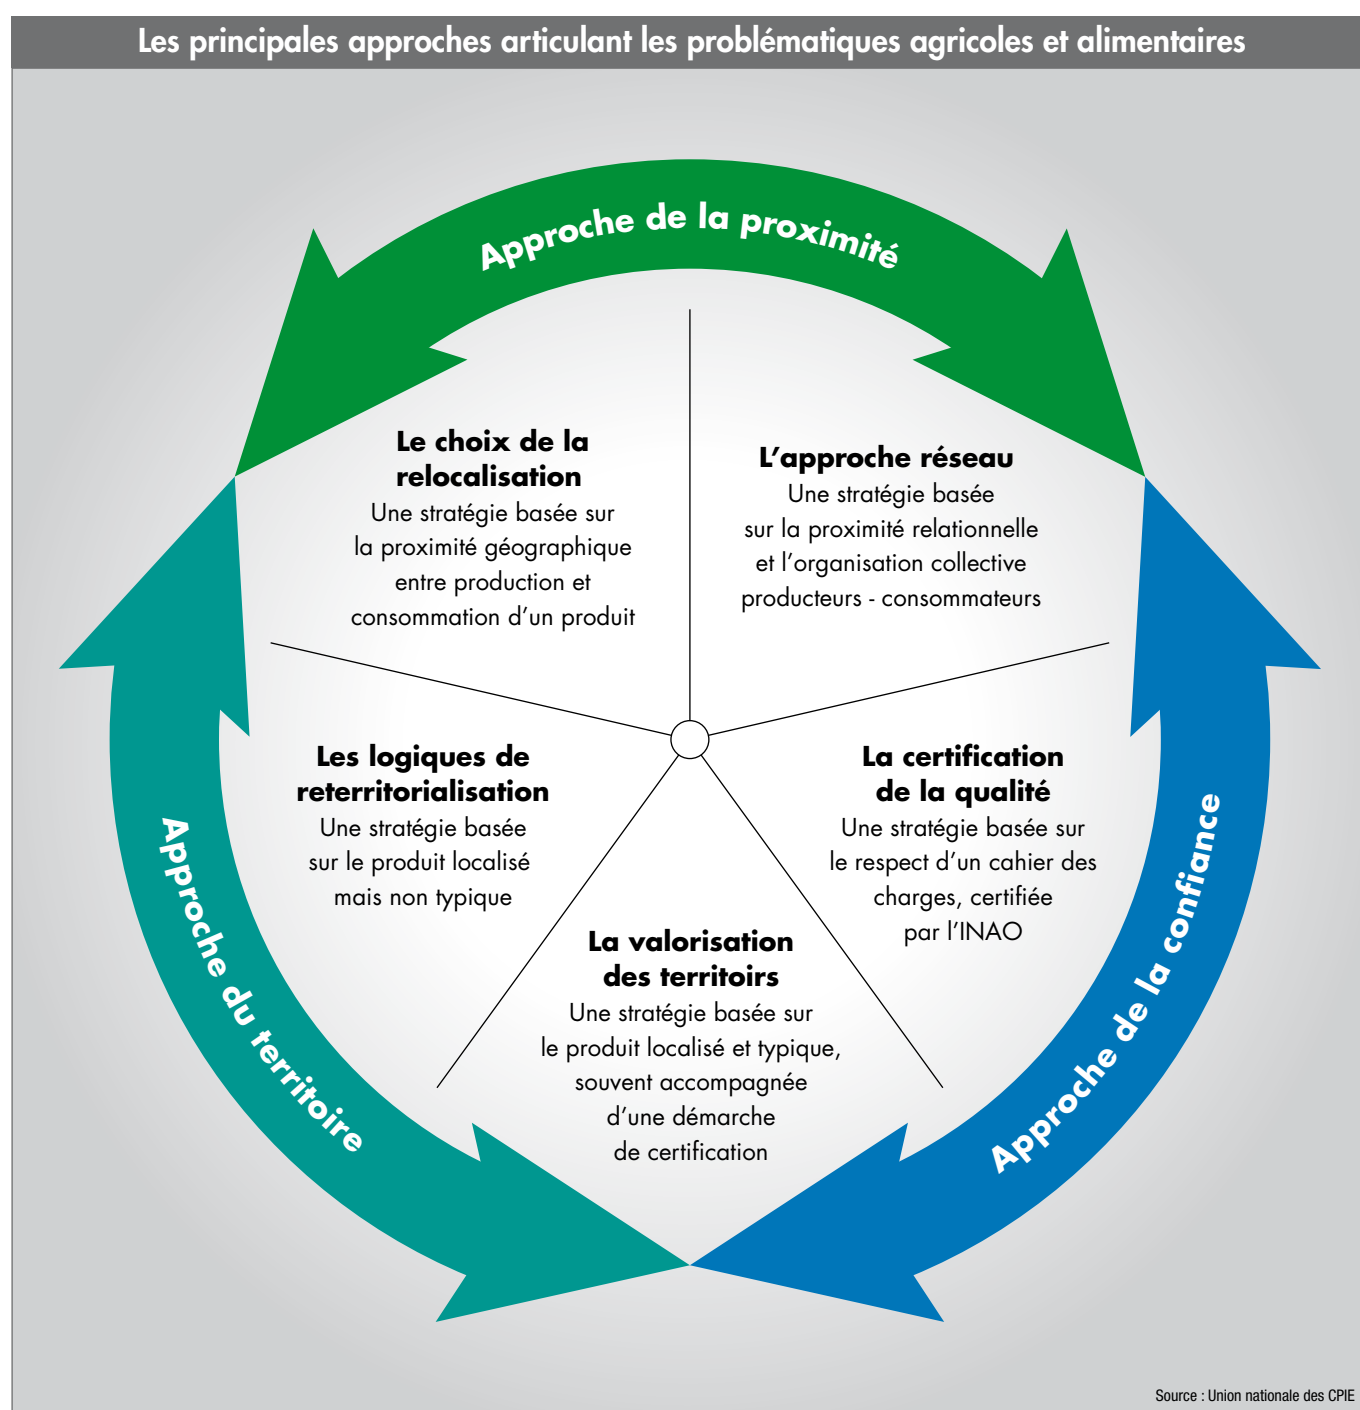 Les principales approches articulant les problématiques agricoles et alimentaires
Approche de la proximité
Le choix de la
relocalisation
Une stratégie basée sur
la proximité géographique
entre production et
consommation d’un produit
L’approche réseau
Une stratégie basée
sur la proximité relationnelle
et l’organisation collective
producteurs - consommateurs
Les logiques de
reterritorialisation
Une stratégie basée
sur le produit localisé
mais non typique
La certification
de la qualité
Une stratégie basée sur
le respect d’un cahier des
charges, certifiée
par l’INAO
La valorisation
des territoirs
Une stratégie basée sur
le produit localisé et typique,
souvent accompagnée
d’une démarche
de certification
Approche du territoire
Approche de la confiance
Source : Union nationale des CPIE